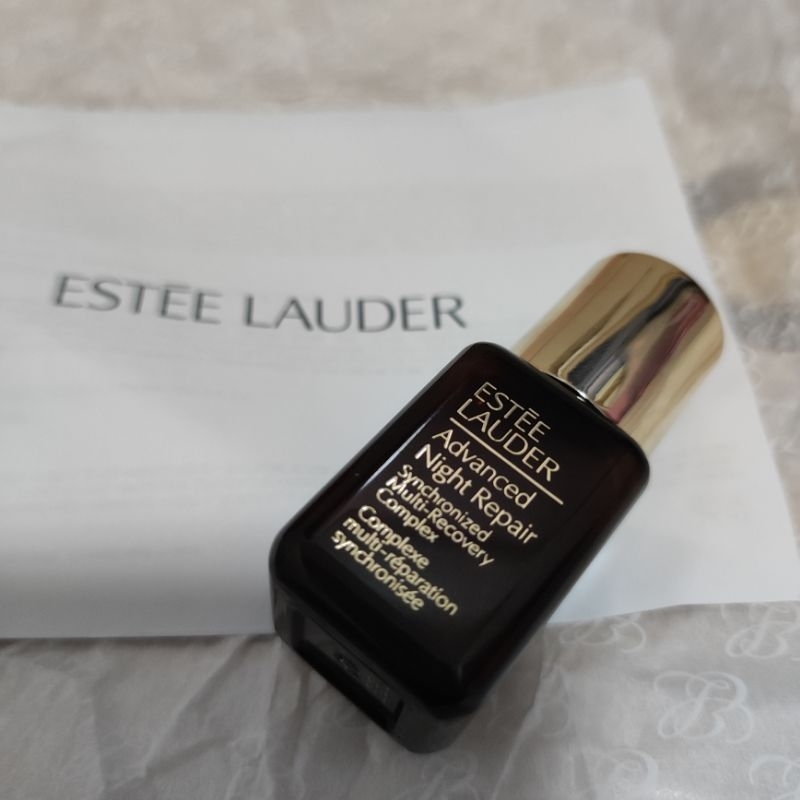 ESTĒE LAUDER
ESTĒE
LAUDER
Advanced
Night Repair
Synchronized
Multi-Recovery
Complex
Complexe
multi-réparation
synchronisée